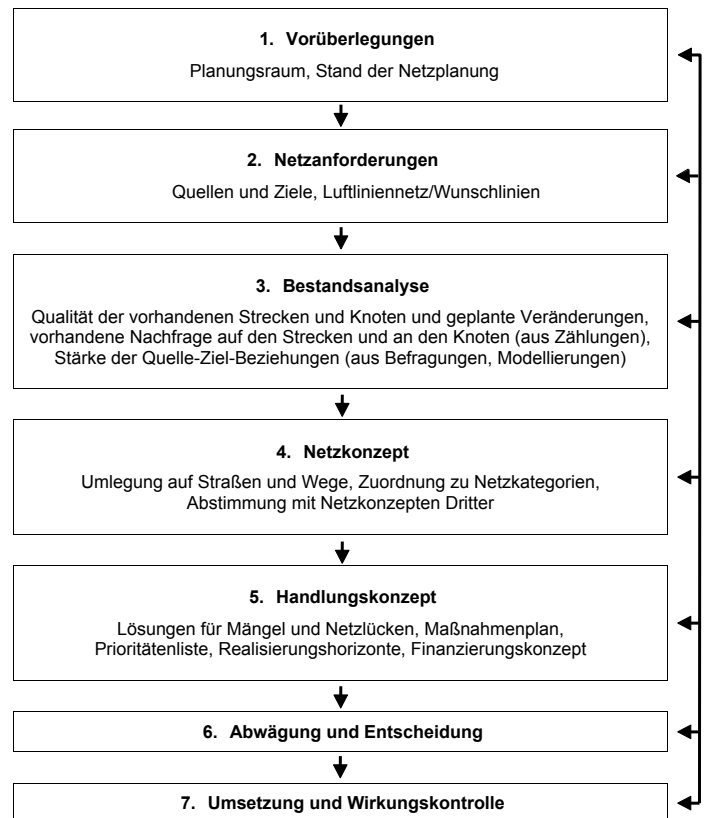 1. Vorüberlegungen
Planungsraum, Stand der Netzplanung
2. Netzanforderungen
Quellen und Ziele, Luftliniennetz/Wunschlinien
3. Bestandsanalyse
Qualität der vorhandenen Strecken und Knoten und geplante Veränderungen,
vorhandene Nachfrage auf den Strecken und an den Knoten (aus Zählungen),
Stärke der Quelle-Ziel-Beziehungen (aus Befragungen, Modellierungen)
4. Netzkonzept
Umlegung auf Straßen und Wege, Zuordnung zu Netzkategorien,
Abstimmung mit Netzkonzepten Dritter
5. Handlungskonzept
Lösungen für Mängel und Netzlücken, Maßnahmenplan,
Prioritätenliste, Realisierungshorizonte, Finanzierungskonzept
6. Abwägung und Entscheidung
7. Umsetzung und Wirkungskontrolle